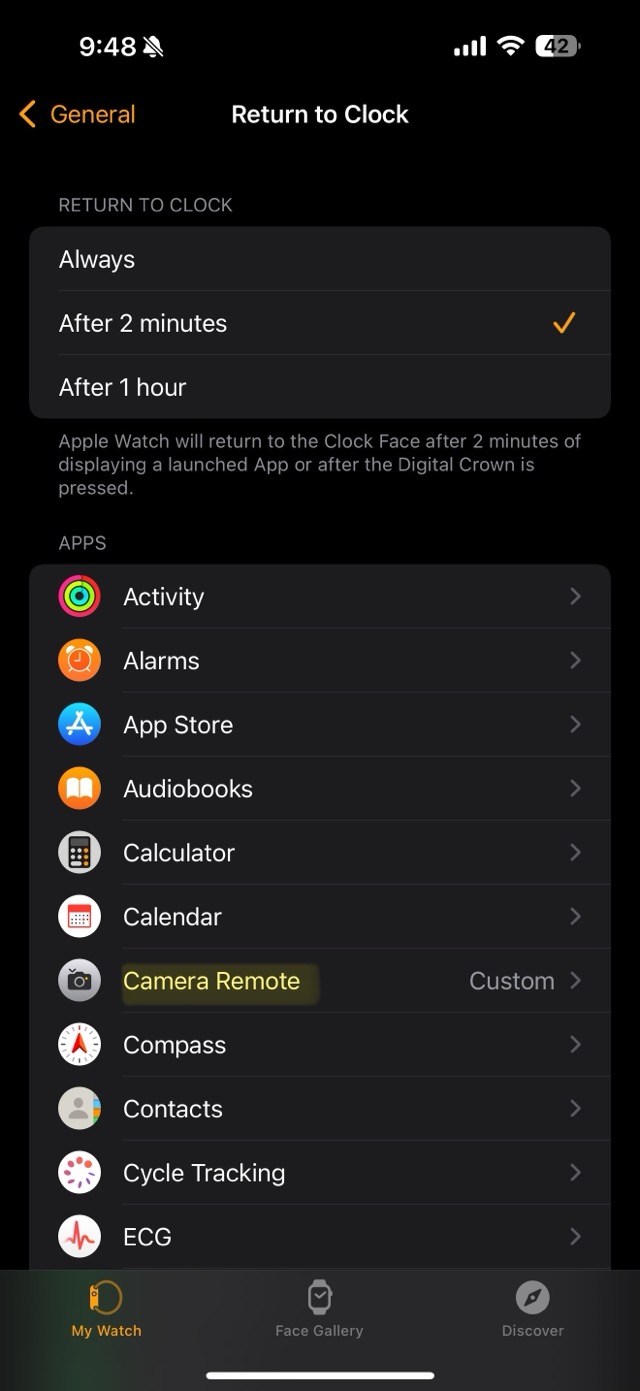 9:48
42
General
Return to Clock
RETURN TO CLOCK
Always
After 2 minutes
After 1 hour
Apple Watch will return to the Clock Face after 2 minutes of
displaying a launched App or after the Digital Crown is
pressed.
APPS
Activity
Alarms
App Store
Audiobooks
Calculator
Calendar
Camera Remote Custom
Compass
Contacts
Cycle Tracking
ECG
My Watch Face Gallery Discover